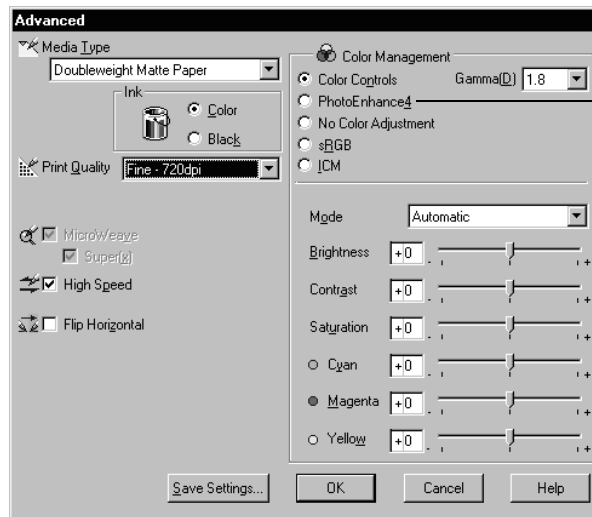 Advanced
Media Type
Doubleweight Matte Paper
Ink
Color
Black
Print Quality
Fine - 720dpi
MicroWeave
Super(x)
High Speed
Flip Horizontal
Color Management
Color Controls
Gamma(D)
1.8
PhotoEnhance4
No Color Adjustment
sRGB
ICM
Mode
Automatic
Brightness +0 - +
Contrast +0 - +
Saturation +0 - +
Cyan +0 - +
Magenta +0 - +
Yellow +0 - +
Save Settings...
OK
Cancel
Help